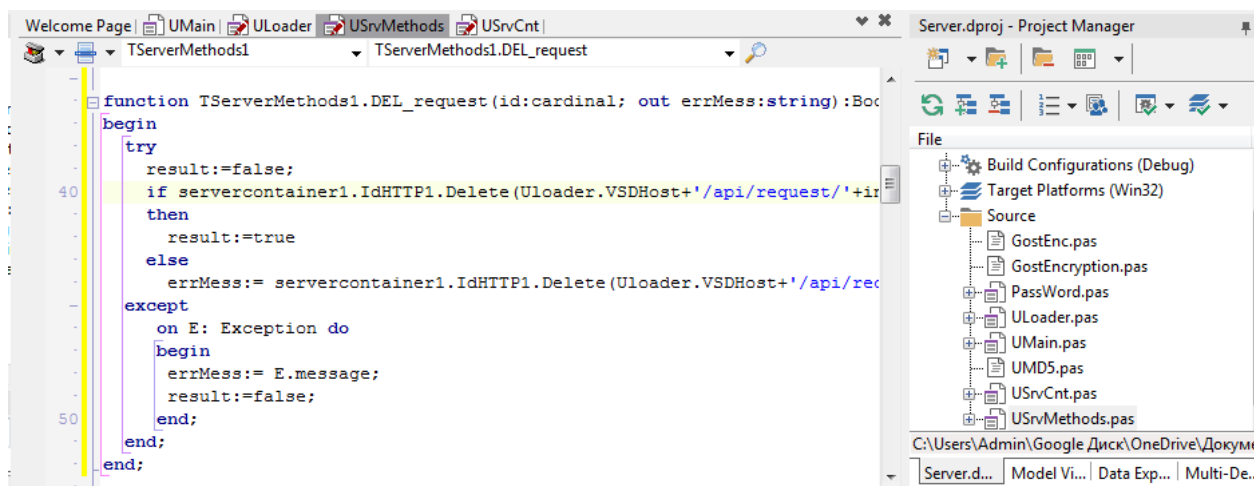 Welcome Page UMain ULoader USrvMethods USrvCnt
TServerMethods1 TServerMethods1.DEL_request
function TServerMethods1.DEL_request(id:cardinal; out errMess:string):Boo
begin
try
result:=false;
40 if servercontainer1.IdHTTP1.Delete(Uloader.VSDHost+'/api/request/'+in
then
result:=true
else
errMess:= servercontainer1.IdHTTP1.Delete(Uloader.VSDHost+'/api/req
except
on E: Exception do
begin
errMess:= E.message;
result:=false;
50 end;
end;
end;
Server.dproj - Project Manager
File
Build Configurations (Debug)
Target Platforms (Win32)
Source
GostEnc.pas
GostEncryption.pas
PassWord.pas
ULoader.pas
UMain.pas
UMD5.pas
USrvCnt.pas
USrvMethods.pas
C:\Users\Admin\Google Диск\OneDrive\Докуме
Server.d... Model Vi... Data Exp... Multi-De...